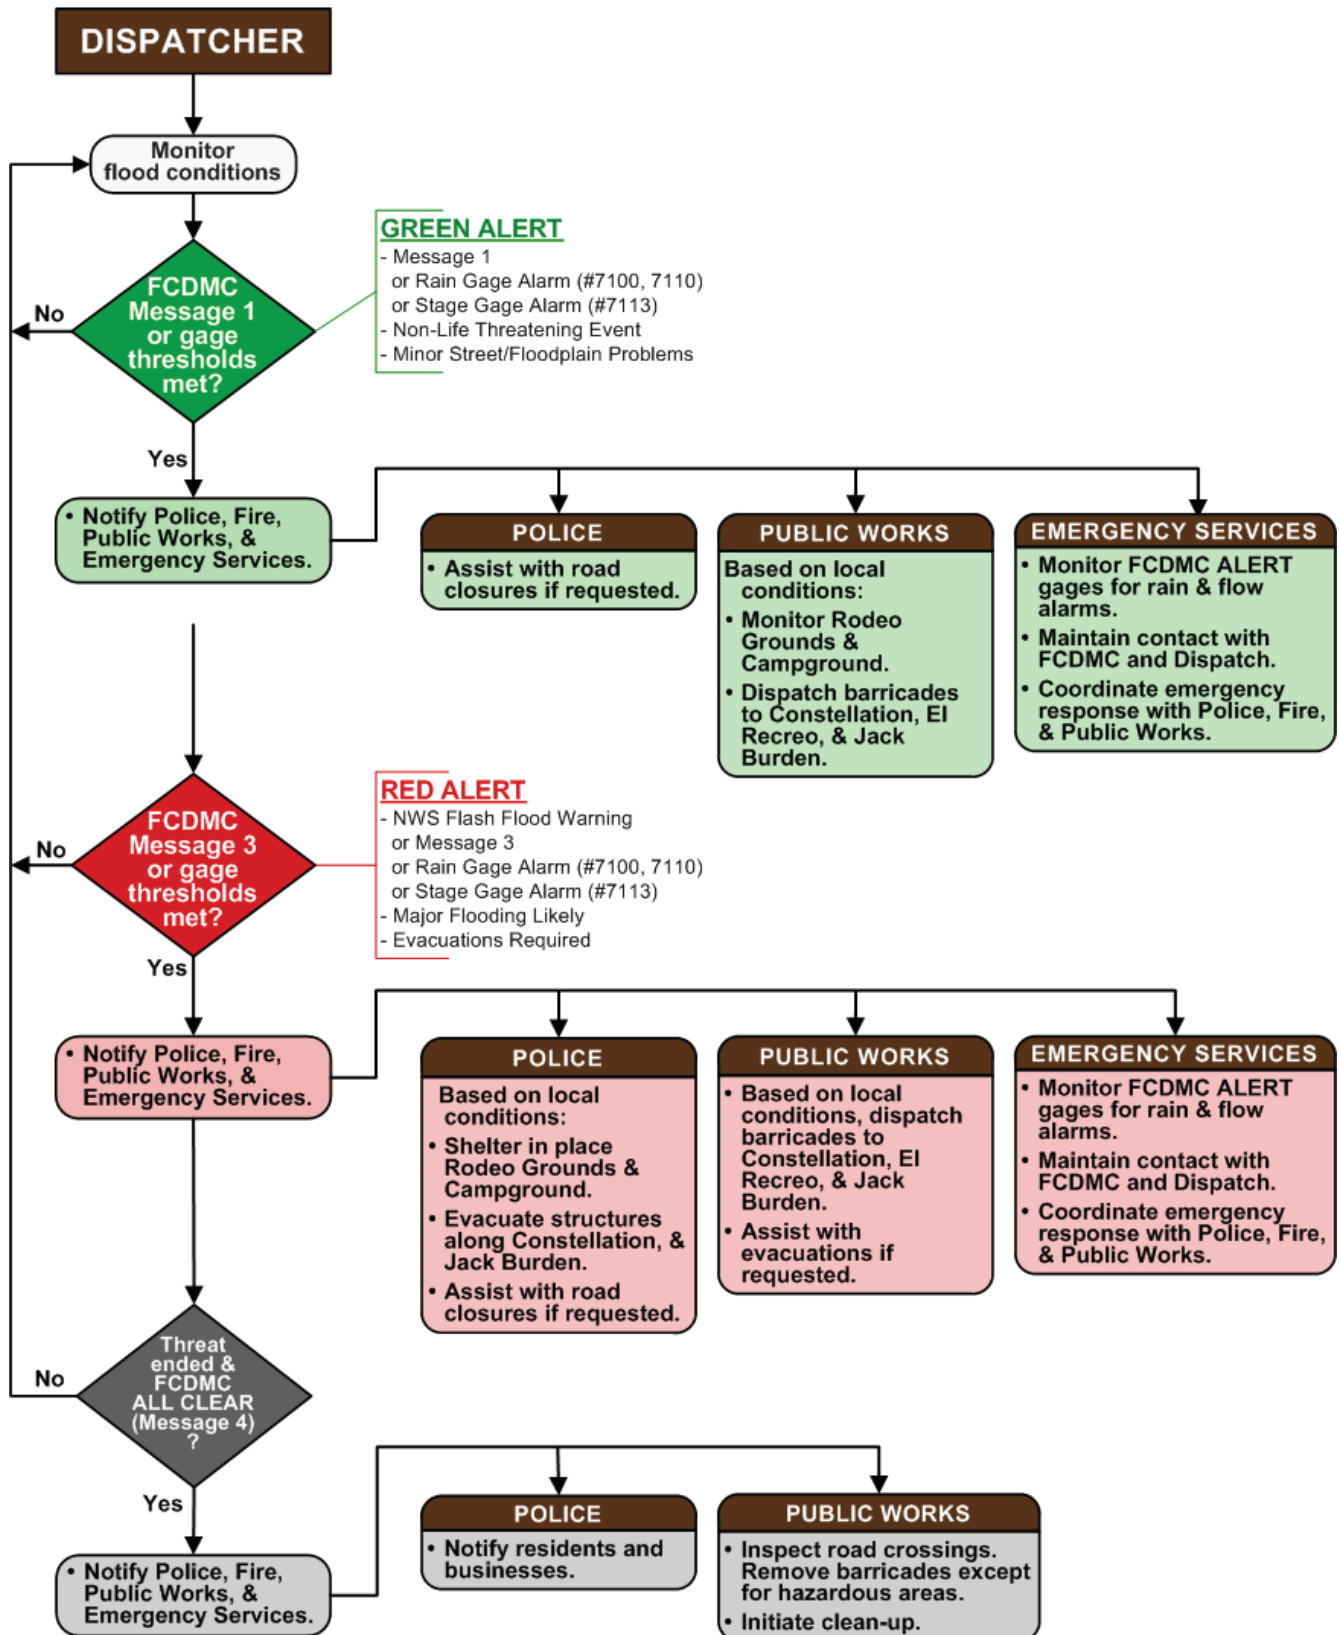 DISPATCHER
Monitor
flood conditions
FCDMC
Message 1
or gage
thresholds
met?
No
Yes
GREEN ALERT
- Message 1
or Rain Gage Alarm (#7100, 7110)
or Stage Gage Alarm (#7113)
- Non-Life Threatening Event
- Minor Street/Floodplain Problems
• Notify Police, Fire,
Public Works, &
Emergency Services.
POLICE
• Assist with road
closures if requested.
PUBLIC WORKS
Based on local
conditions:
• Monitor Rodeo
Grounds &
Campground.
• Dispatch barricades
to Constellation, El
Recreo, & Jack
Burden.
EMERGENCY SERVICES
• Monitor FCDMC ALERT
gages for rain & flow
alarms.
• Maintain contact with
FCDMC and Dispatch.
• Coordinate emergency
response with Police, Fire,
& Public Works.
FCDMC
Message 3
or gage
thresholds
met?
No
Yes
RED ALERT
- NWS Flash Flood Warning
or Message 3
or Rain Gage Alarm (#7100, 7110)
or Stage Gage Alarm (#7113)
- Major Flooding Likely
- Evacuations Required
• Notify Police, Fire,
Public Works, &
Emergency Services.
POLICE
Based on local
conditions:
• Shelter in place
Rodeo Grounds &
Campground.
• Evacuate structures
along Constellation, &
Jack Burden.
• Assist with road
closures if requested.
PUBLIC WORKS
• Based on local
conditions, dispatch
barricades to
Constellation, El
Recreo, & Jack
Burden.
• Assist with
evacuations if
requested.
EMERGENCY SERVICES
• Monitor FCDMC ALERT
gages for rain & flow
alarms.
• Maintain contact with
FCDMC and Dispatch.
• Coordinate emergency
response with Police, Fire,
& Public Works.
Threat
ended &
FCDMC
ALL CLEAR
(Message 4)
?
No
Yes
• Notify Police, Fire,
Public Works, &
Emergency Services.
POLICE
• Notify residents and
businesses.
PUBLIC WORKS
• Inspect road crossings.
Remove barricades except
for hazardous areas.
• Initiate clean-up.